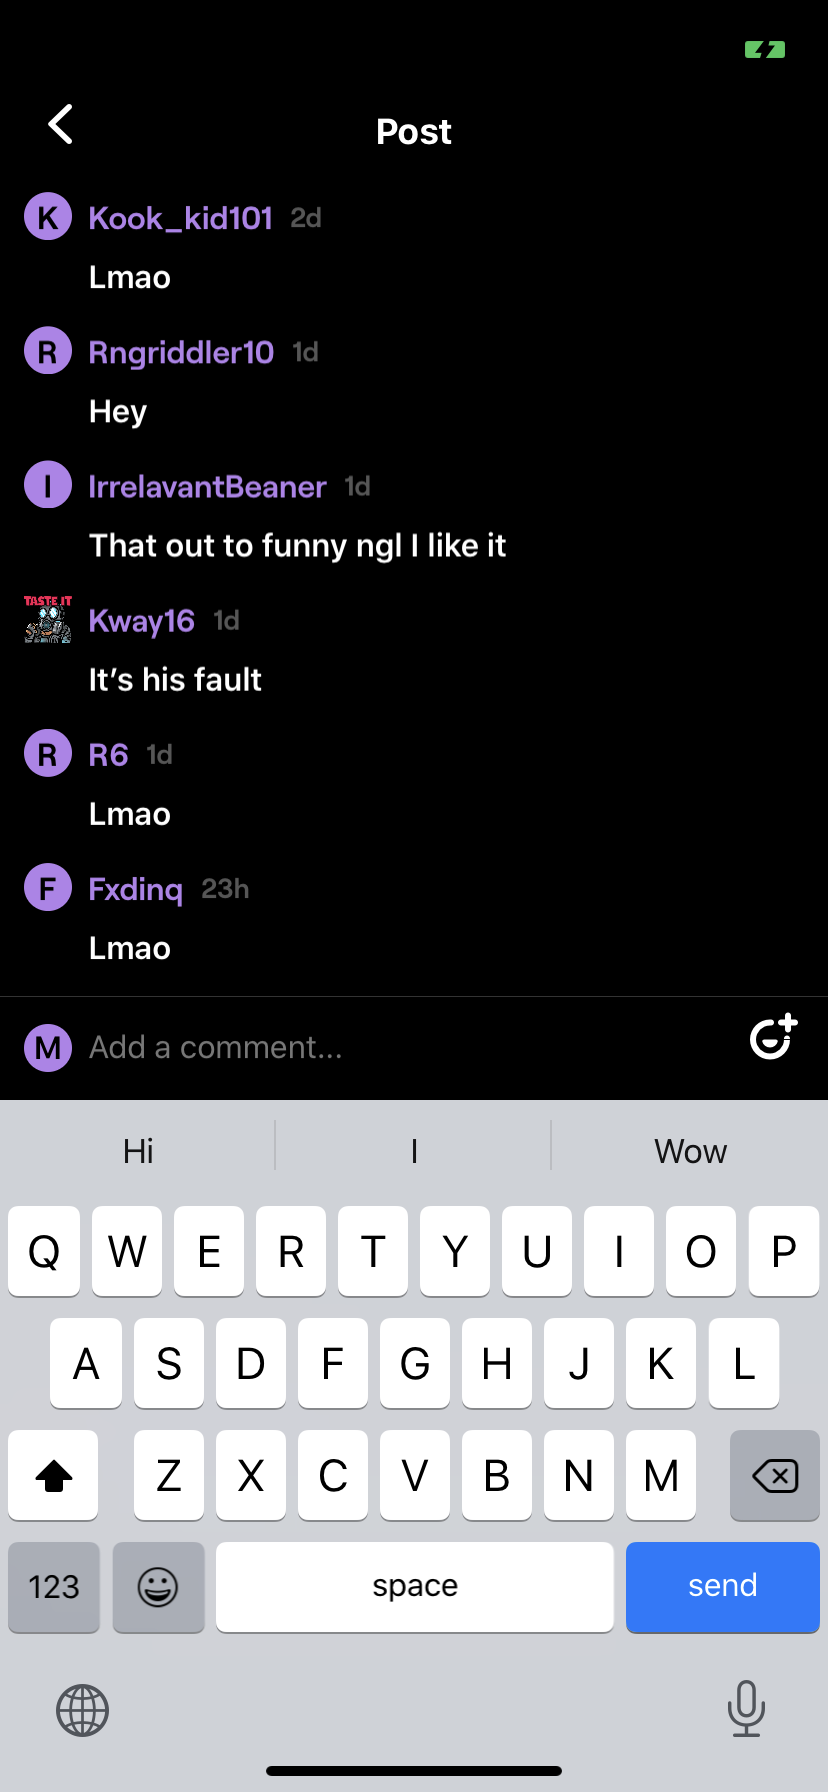 Post
K Kook_kid101 2d
Lmao
R Rngriddler10 1d
Hey
I IrrelavantBeaner 1d
That out to funny ngl I like it
TASTE IT
Kway16 1d
It's his fault
R R6 1d
Lmao
F Fxdinq 23h
Lmao
M Add a comment...
Hi I Wow
Q W E R T Y U I O P
A S D F G H J K L
Z X C V B N M
123 space send